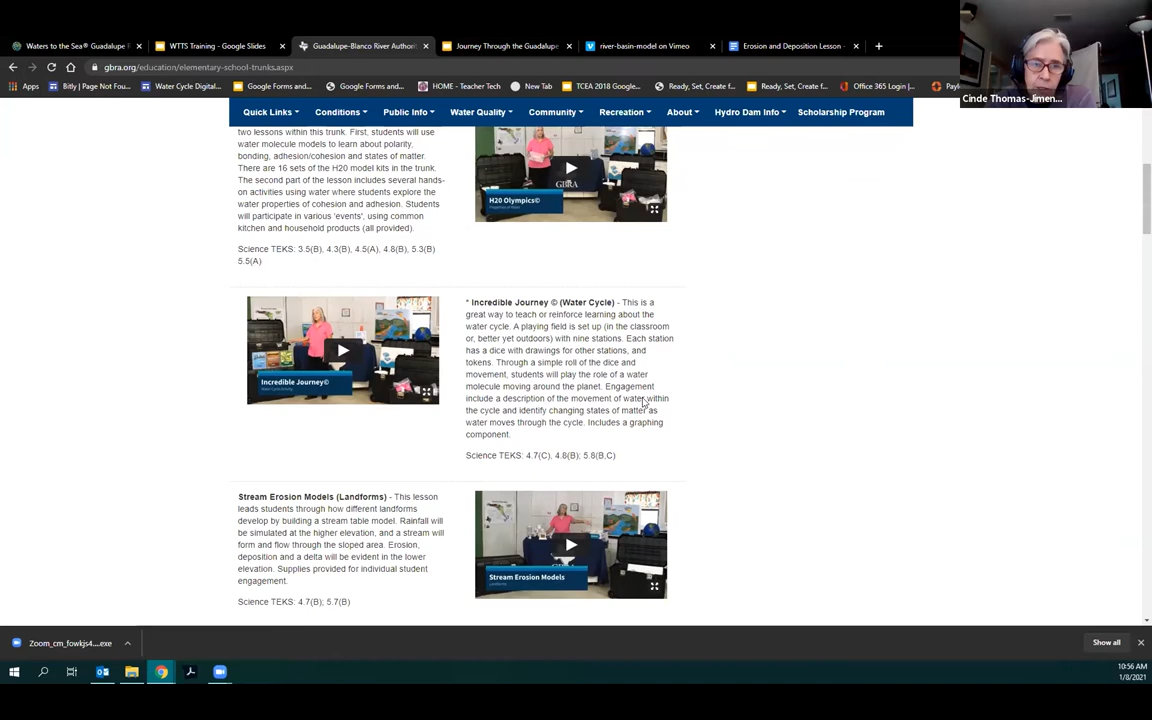 Waters to the Sea® Guadalupe
WTTS Training - Google Slides
Guadalupe-Blanco River Authori
Journey Through the Guadalupe
river-basin-model on Vimeo
Erosion and Deposition Lesson -
gbra.org/education/elementary-school-trunks.aspx
Apps
Bitly | Page Not Fou...
Water Cycle Digital...
Google Forms and...
Google Forms and...
HOME - Teacher Tech
New Tab
TCEA 2018 Google...
Ready, Set, Create f...
Ready, Set, Create f...
Office 365 Login |...
Cinde Thomas-Jimen...
Quick Links
Conditions
Public Info
Water Quality
Community
Recreation
About
Hydro Dam Info
Scholarship Program
two lessons within this trunk. First, students will use
water molecule models to learn about polarity,
bonding, adhesion/cohesion and states of matter.
There are 16 sets of the H20 model kits in the trunk.
The second part of the lesson includes several hands-
on activities using water where students explore the
water properties of cohesion and adhesion. Students
will participate in various 'events', using common
kitchen and household products (all provided).
Science TEKS: 3.5(B), 4.3(B), 4.5(A), 4.8(B), 5.3(B)
5.5(A)
GBRA
H20 Olympics©
Properties of Water
Incredible Journey©
Water Cycle Activity
* Incredible Journey © (Water Cycle) - This is a
great way to teach or reinforce learning about the
water cycle. A playing field is set up (in the classroom
or, better yet outdoors) with nine stations. Each station
has a dice with drawings for other stations, and
tokens. Through a simple roll of the dice and
movement, students will play the role of a water
molecule moving around the planet. Engagement
include a description of the movement of water within
the cycle and identify changing states of matter as
water moves through the cycle. Includes a graphing
component.
Science TEKS: 4.7(C), 4.8(B); 5.8(B,C)
Stream Erosion Models (Landforms) - This lesson
leads students through how different landforms
develop by building a stream table model. Rainfall will
be simulated at the higher elevation, and a stream will
form and flow through the sloped area. Erosion,
deposition and a delta will be evident in the lower
elevation. Supplies provided for individual student
engagement.
Science TEKS: 4.7(B); 5.7(B)
Stream Erosion Models
Landforms
Zoom_cm_fowkjs4....exe
Show all
10:56 AM
1/8/2021